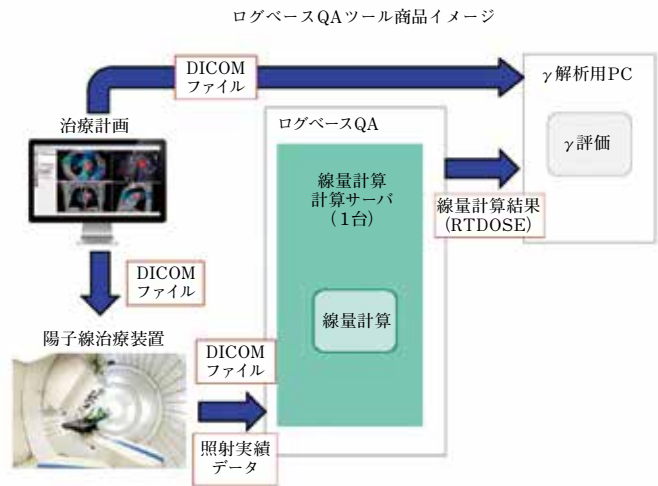 ログベースQAツール商品イメージ
DICOM
ファイル
γ解析用PC
γ評価
治療計画
ログベースQA
線量計算
計算サーバ
(1台)
線量計算
線量計算結果
(RTDOSE)
DICOM
ファイル
陽子線治療装置
DICOM
ファイル
照射実績
データ